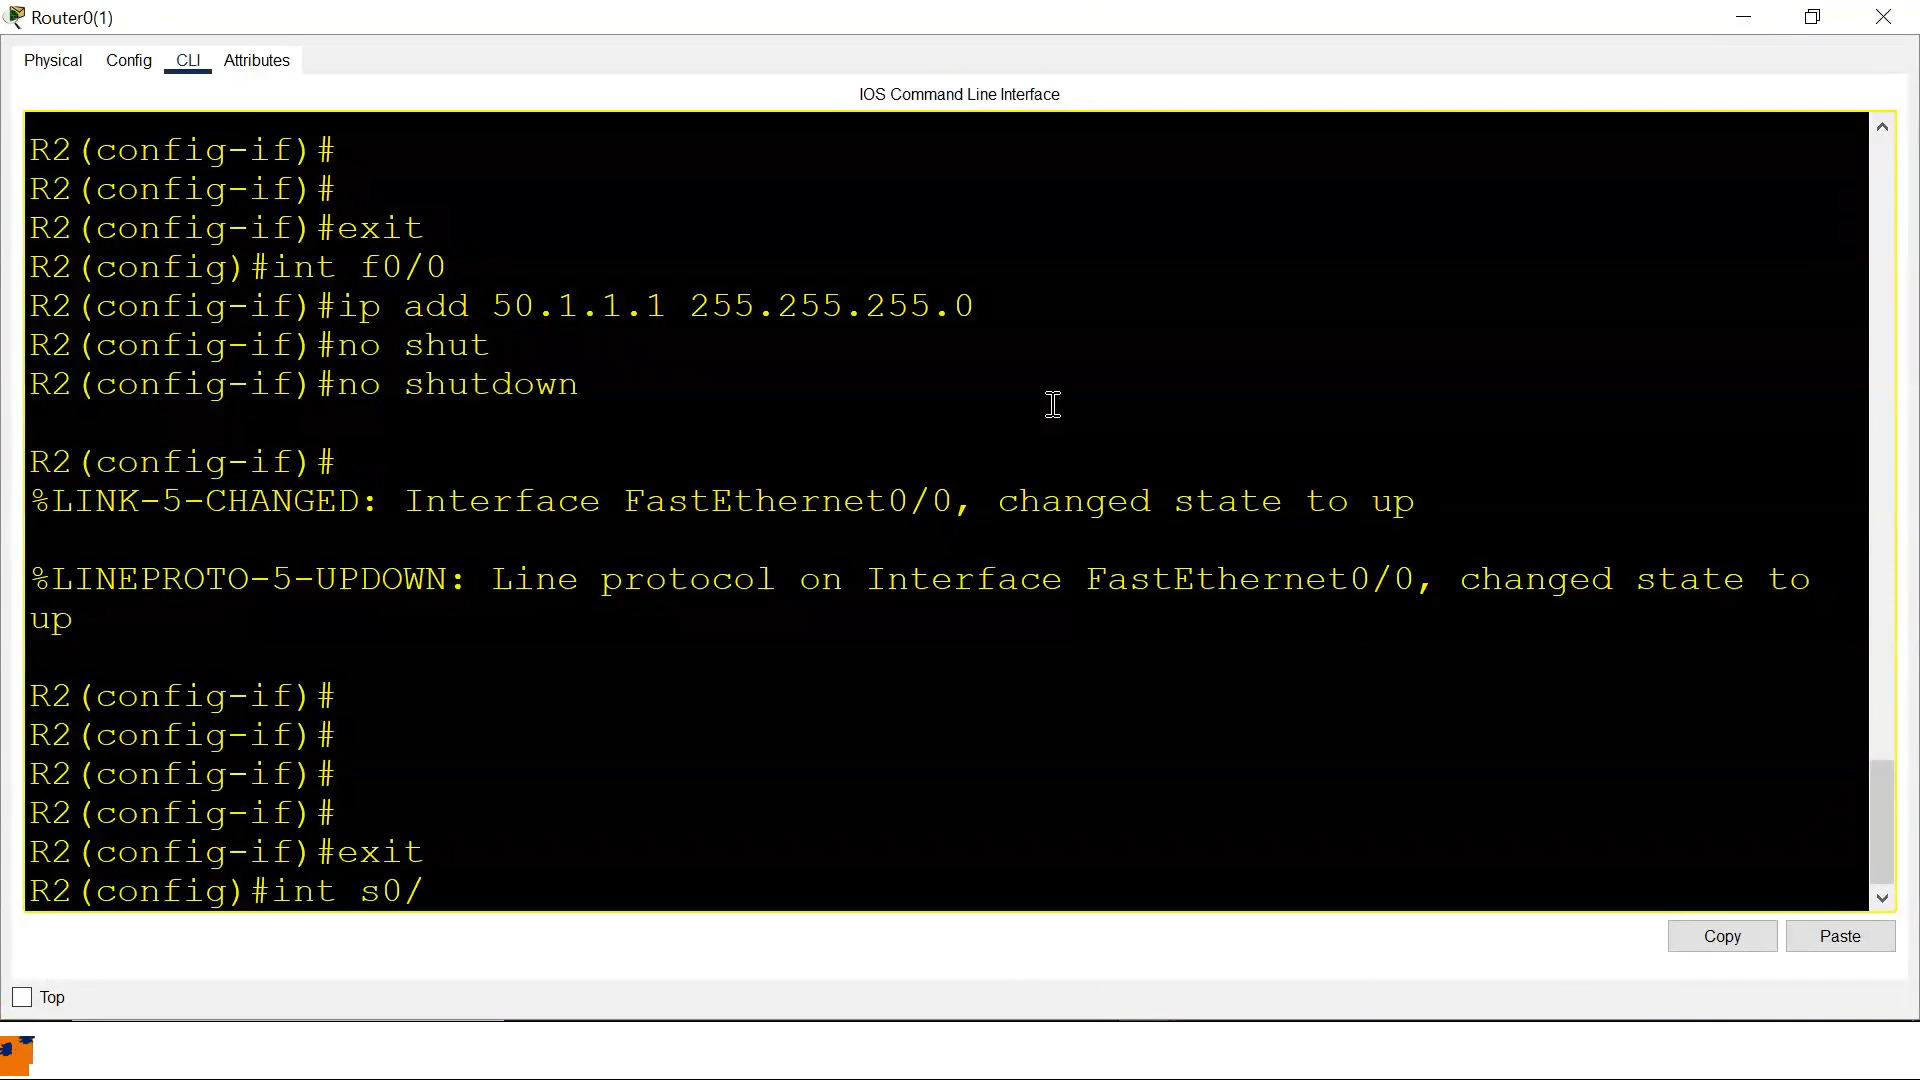 Router0(1)
Physical Config CLI Attributes
IOS Command Line Interface
R2(config-if)#
R2(config-if)#
R2(config-if)#exit
R2(config)#int f0/0
R2(config-if)#ip add 50.1.1.1 255.255.255.0
R2(config-if)#no shut
R2(config-if)#no shutdown
R2(config-if)#
%LINK-5-CHANGED: Interface FastEthernet0/0, changed state to up
%LINEPROTO-5-UPDOWN: Line protocol on Interface FastEthernet0/0, changed state to
up
R2(config-if)#
R2(config-if)#
R2(config-if)#
R2(config-if)#
R2(config-if)#exit
R2(config)#int s0/
Copy Paste
Top